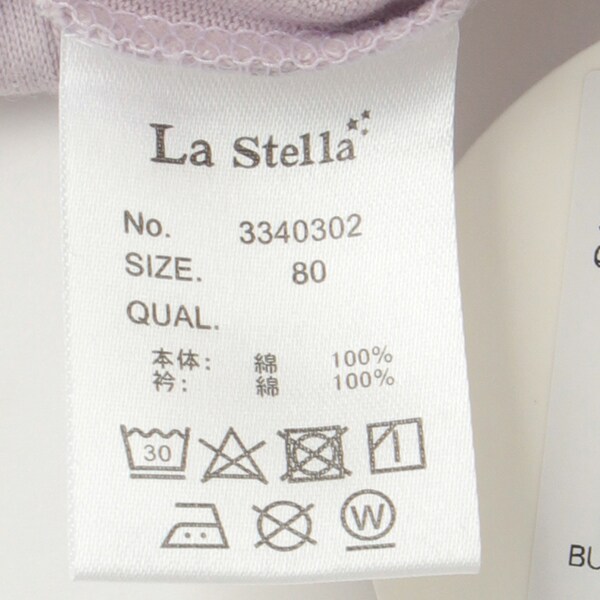 La Stella
No. 3340302
SIZE. 80
QUAL.
本体: 綿 100%
衿: 綿 100%
30
W
BU